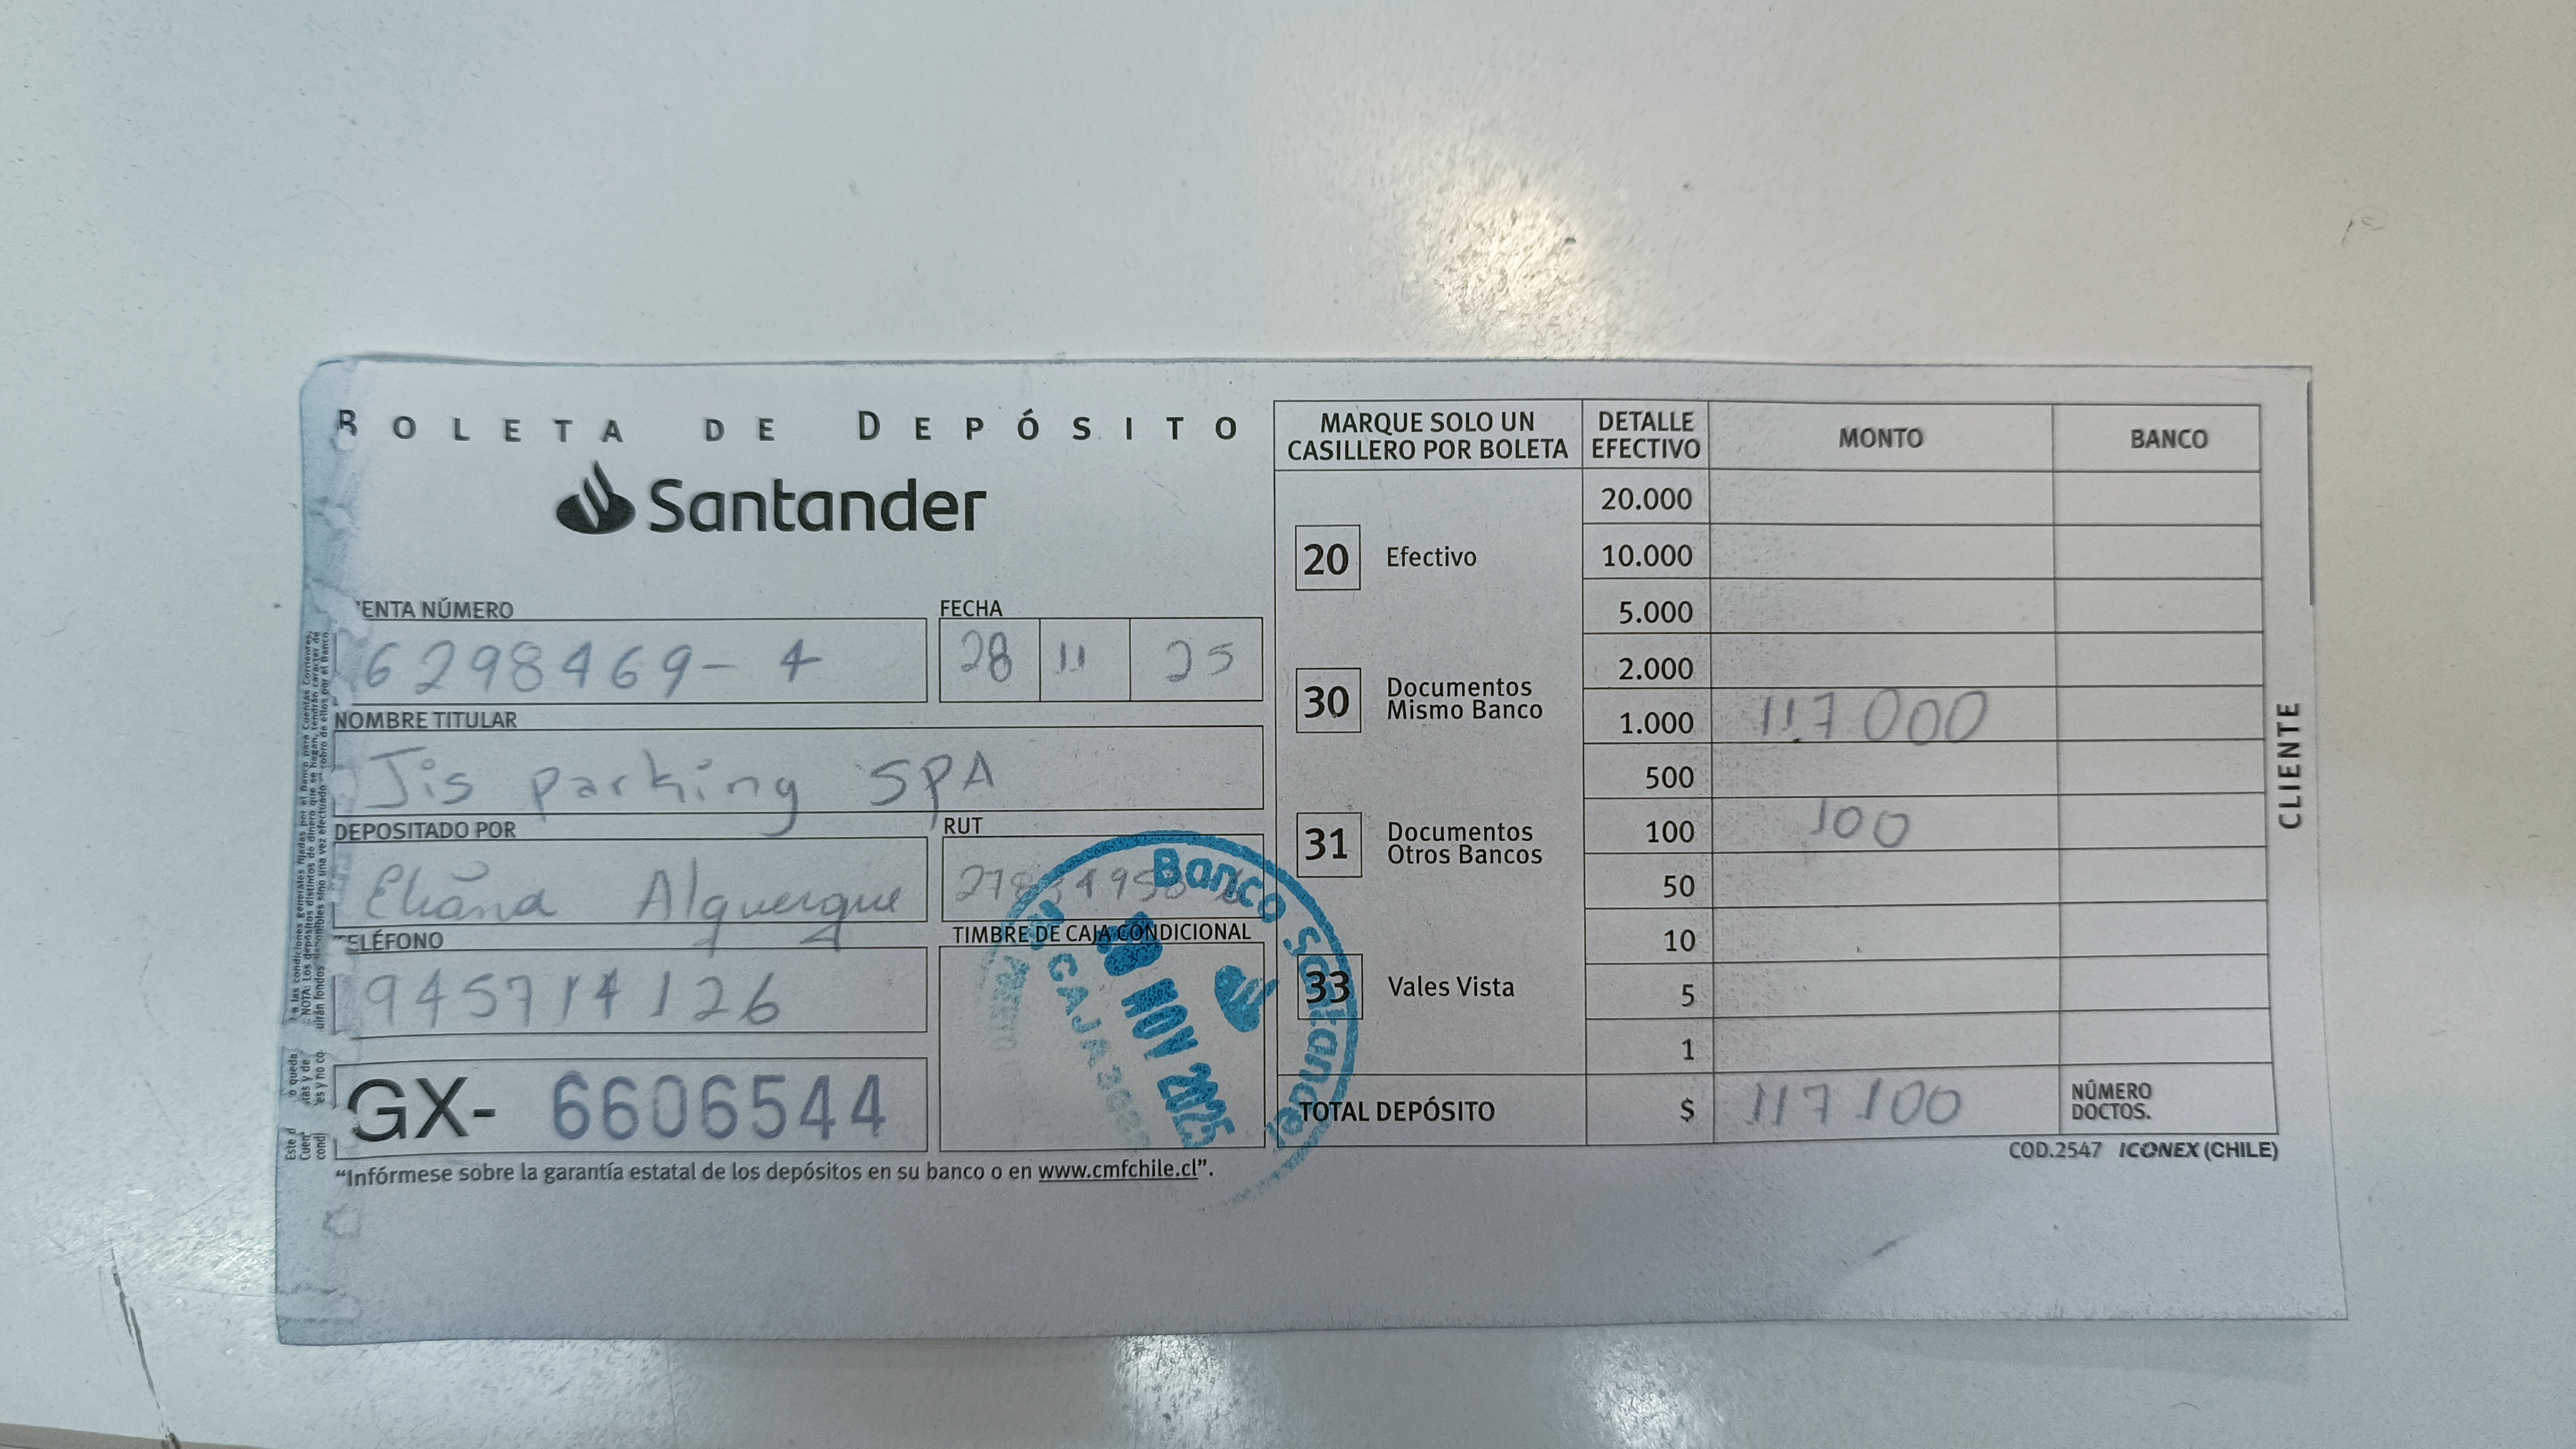 BOLETA DE DEPÓSITO
Santander
ENTA NÚMERO
6298469-4
FECHA
28 11 25
NOMBRE TITULAR
Jis parking SPA
DEPOSITADO POR
Eliana Alquerque
RUT
TELÉFONO
945714126
TIMBRE DE CAJA CONDICIONAL
GX- 6606544
"Infórmese sobre la garantía estatal de los depósitos en su banco o en www.cmfchile.cl".
Banco Santander
NOV 2025
CAJA
MARQUE SOLO UN
CASILLERO POR BOLETA
20 Efectivo
30 Documentos
Mismo Banco
31 Documentos
Otros Bancos
33 Vales Vista
DETALLE
EFECTIVO
MONTO
BANCO
20.000
10.000
5.000
2.000
1.000 117.000
500
100 100
50
10
5
1
TOTAL DEPÓSITO $ 117100
NÚMERO
DOCTOS.
COD.2547 ICONEX (CHILE)
CLIENTE